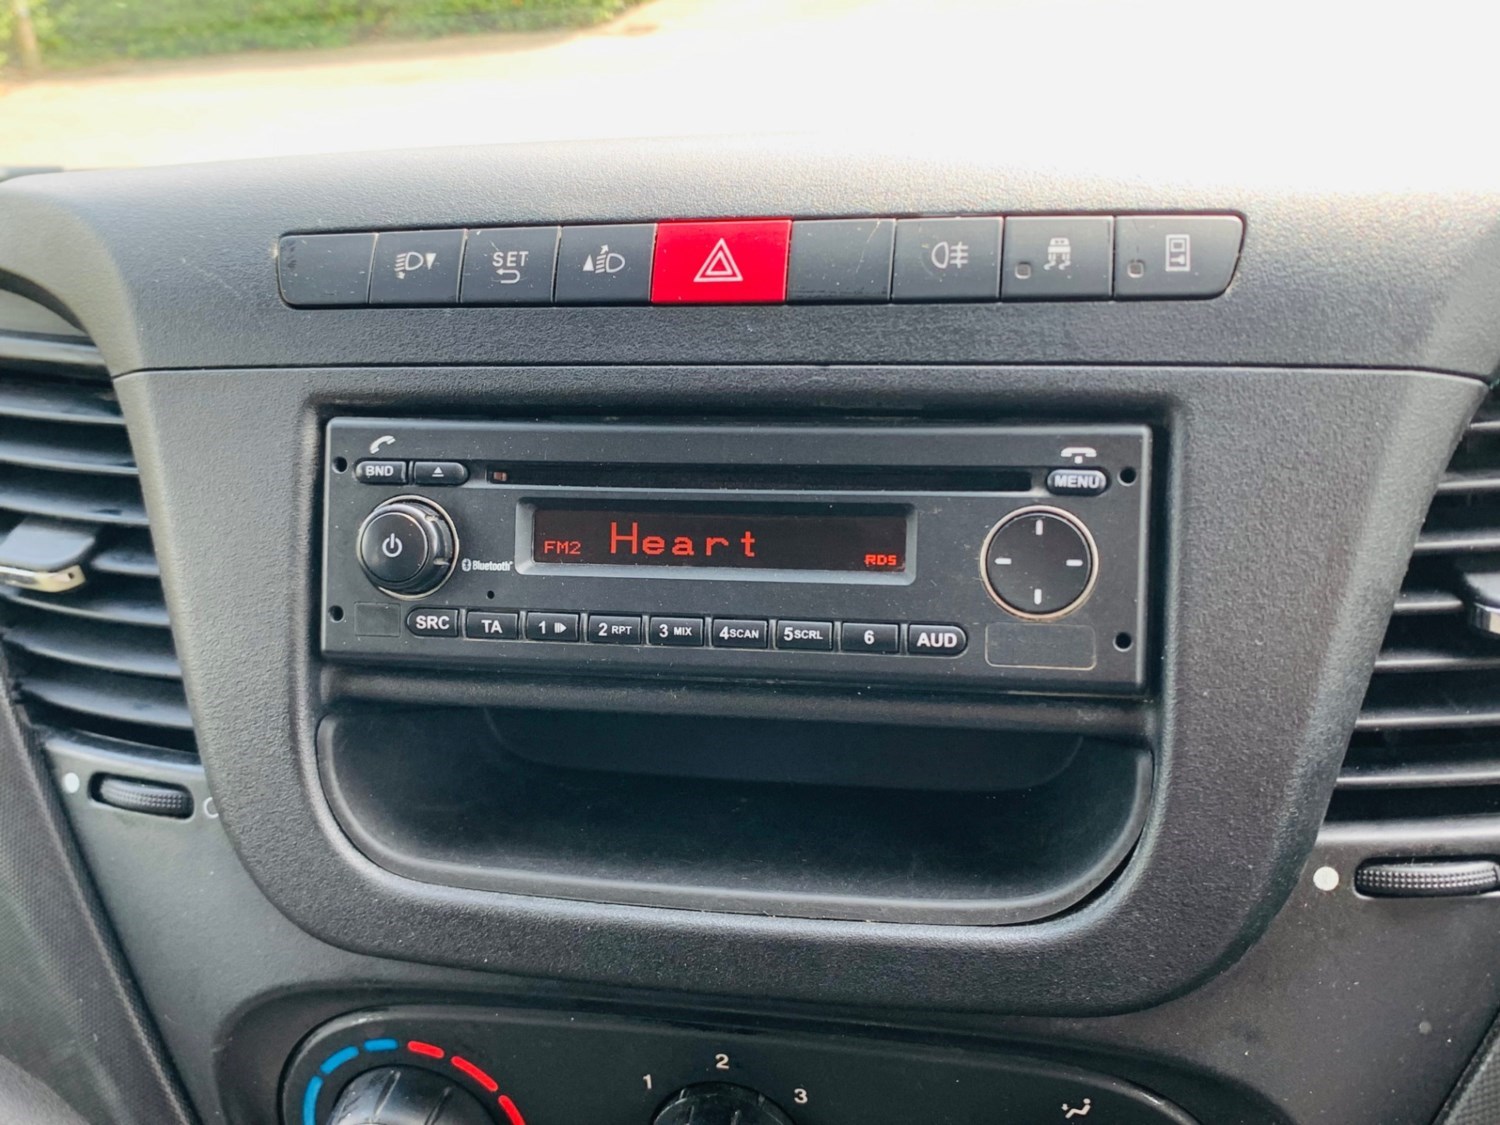 SET
BND
MENU
FM2 Heart RDS
Bluetooth
SRC TA 1 2 RPT 3 MIX 4SCAN 5SCRL 6 AUD
1 2 3